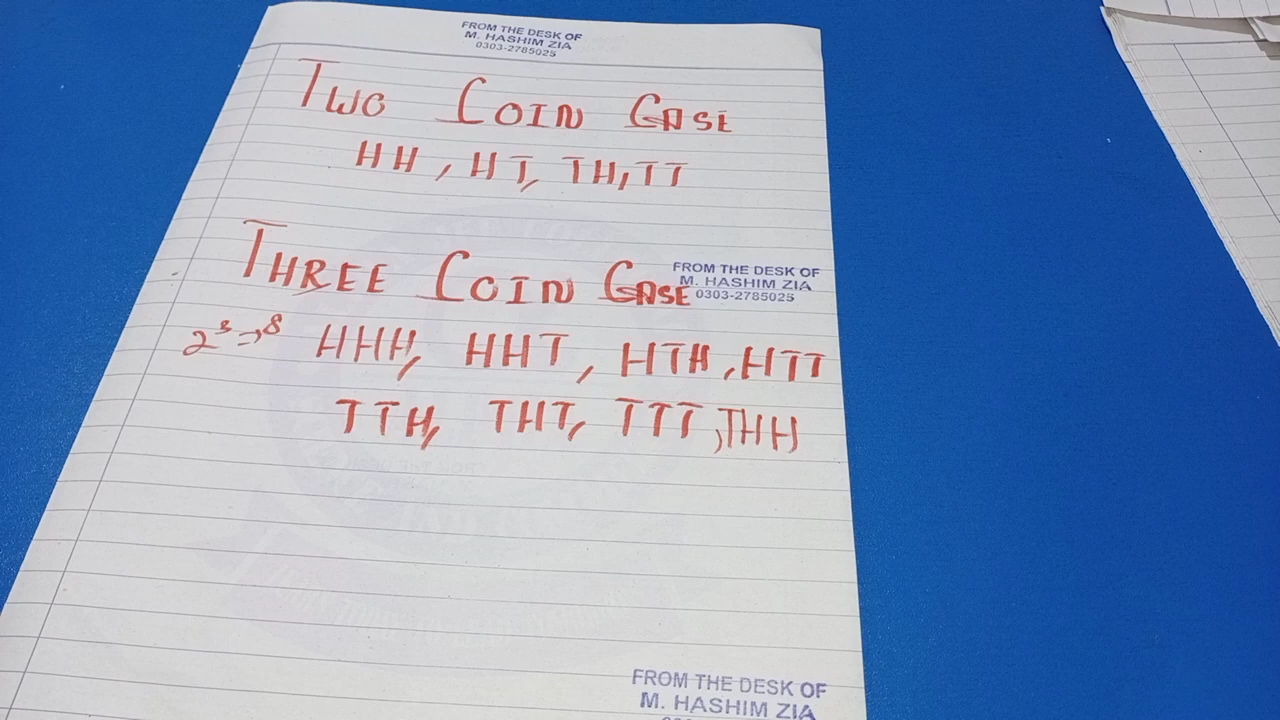 FROM THE DESK OF
M. HASHIM ZIA
0303-2785025
TWO COIN CASE
HH, HT, TH, TT
THREE COIN CASE
FROM THE DESK OF
M. HASHIM ZIA
0303-2785025
2³→8 HHH, HHT, HTH, HTT
TTH, THT, TTT, THH
FROM THE DESK OF
M. HASHIM ZIA